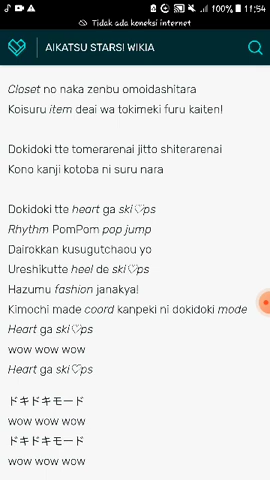 100% 11:54
Tidak ada koneksi internet
AIKATSU STARS! WIKIA
Closet no naka zenbu omoidashitara
Koisuru item deai wa tokimeki furu kaiten!
Dokidoki tte tomerarenai jitto shiterarenai
Kono kanji kotoba ni suru nara
Dokidoki tte heart ga ski♡ps
Rhythm PomPom pop jump
Dairokkan kusugutchaou yo
Ureshikutte heel de ski♡ps
Hazumu fashion janakya!
Kimochi made coord kanpeki ni dokidoki mode
Heart ga ski♡ps
wow wow wow
Heart ga ski♡ps
ドキドキモード
wow wow wow
ドキドキモード
wow wow wow